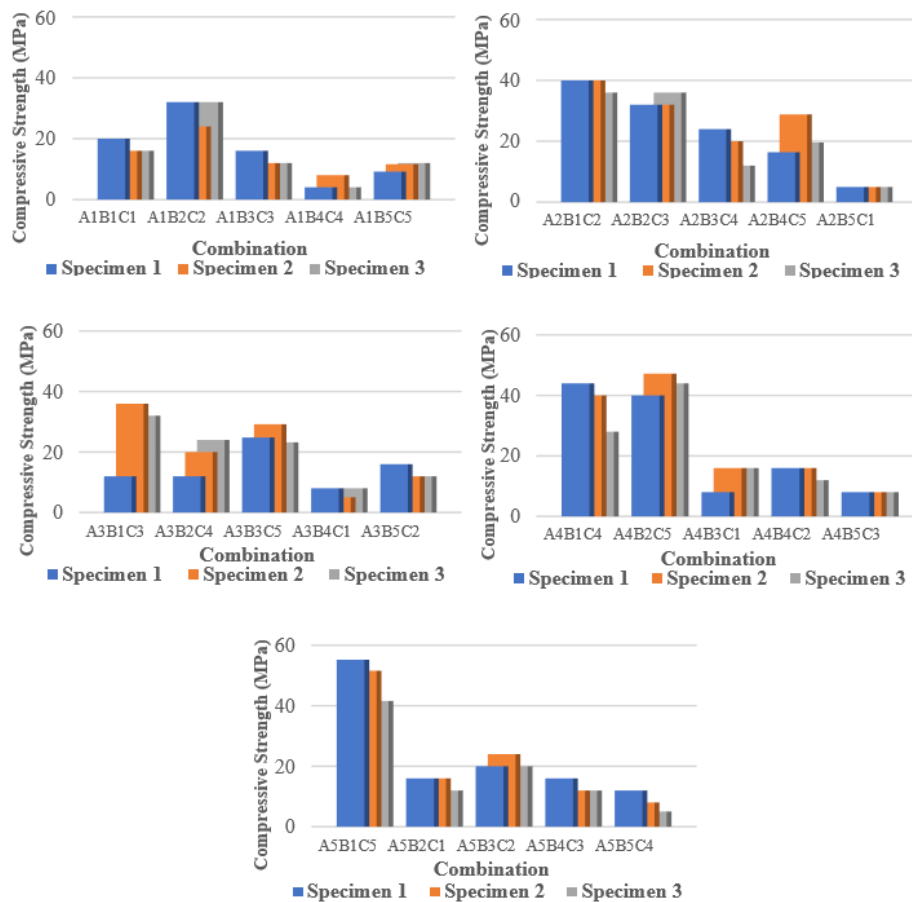 Compressive Strength (MPa)
60
40
20
0
A1B1C1 A1B2C2 A1B3C3 A1B4C4 A1B5C5
Combination
Specimen 1 Specimen 2 Specimen 3
Compressive Strength (MPa)
60
40
20
0
A2B1C2 A2B2C3 A2B3C4 A2B4C5 A2B5C1
Combination
Specimen 1 Specimen 2 Specimen 3
Compressive Strength (MPa)
60
40
20
0
A3B1C3 A3B2C4 A3B3C5 A3B4C1 A3B5C2
Combination
Specimen 1 Specimen 2 Specimen 3
Compressive Strength (MPa)
60
40
20
0
A4B1C4 A4B2C5 A4B3C1 A4B4C2 A4B5C3
Combination
Specimen 1 Specimen 2 Specimen 3
Compressive Strength (MPa)
60
40
20
0
A5B1C5 A5B2C1 A5B3C2 A5B4C3 A5B5C4
Combination
Specimen 1 Specimen 2 Specimen 3